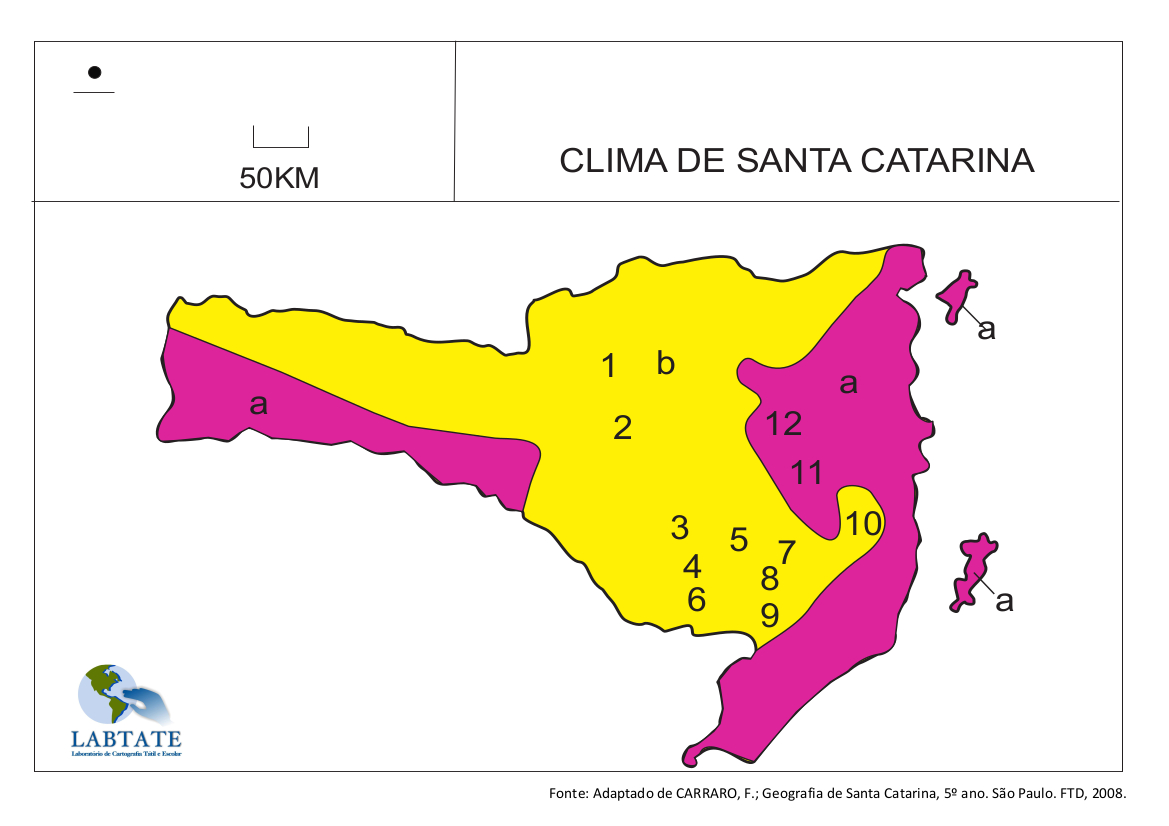 50KM
CLIMA DE SANTA CATARINA
a
1 b
a
a
2
12
11
3
5
7
10
4
8
6
9
a
LABTATE
Laboratório de Cartografia Tátil e Escolar
Fonte: Adaptado de CARRARO, F.; Geografia de Santa Catarina, 5º ano. São Paulo. FTD, 2008.